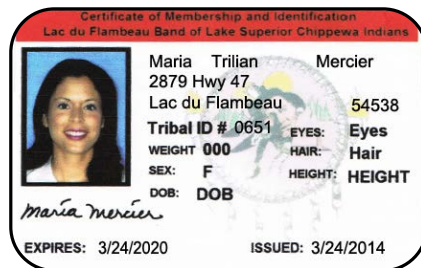 Certificate of Membership and Identification
Lac du Flambeau Band of Lake Superior Chippewa Indians
Maria Trilian Mercier
2879 Hwy 47
Lac du Flambeau 54538
Tribal ID # 0651 EYES: Eyes
WEIGHT 000 HAIR: Hair
SEX: F HEIGHT: HEIGHT
DOB: DOB
Maria Mercier
EXPIRES: 3/24/2020 ISSUED: 3/24/2014